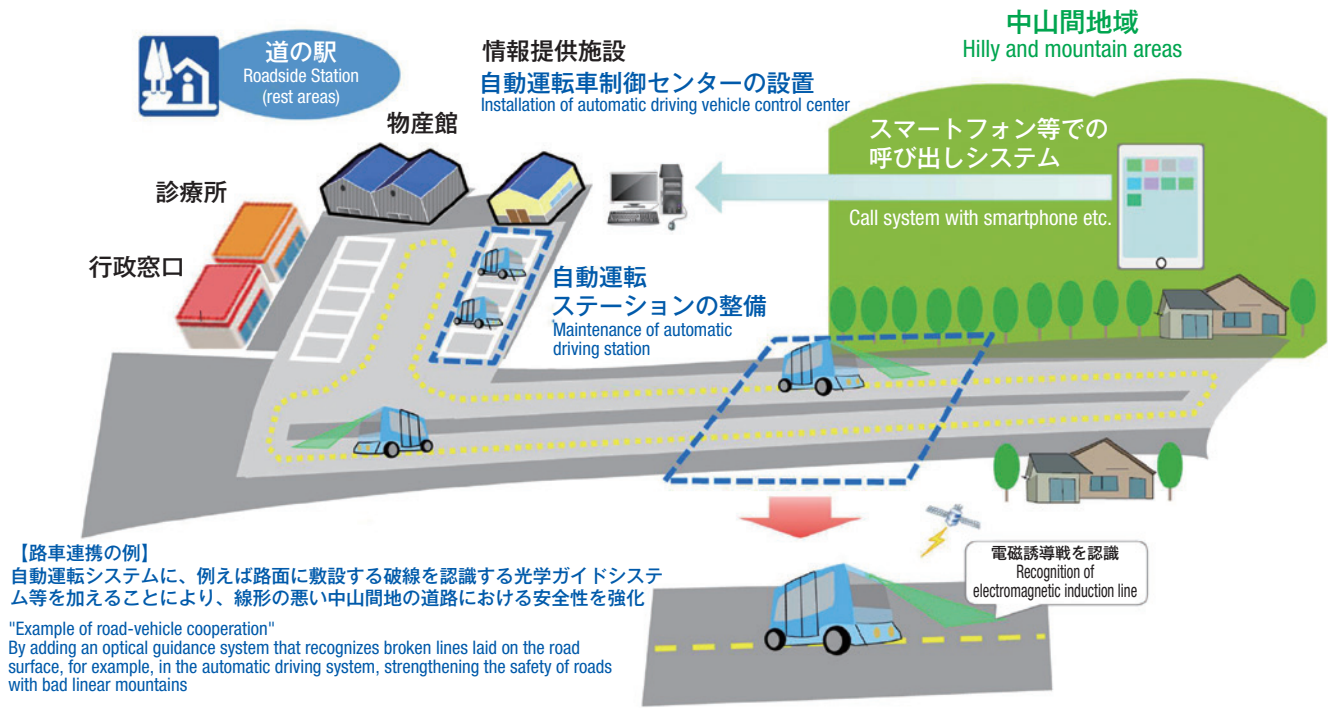 道の駅
Roadside Station
(rest areas)
情報提供施設
自動運転車制御センターの設置
Installation of automatic driving vehicle control center
中山間地域
Hilly and mountain areas
物産館
スマートフォン等での
呼び出しシステム
Call system with smartphone etc.
診療所
行政窓口
自動運転
ステーションの整備
Maintenance of automatic
driving station
【路車連携の例】
自動運転システムに、例えば路面に敷設する破線を認識する光学ガイドシステ
ム等を加えることにより、線形の悪い中山間地の道路における安全性を強化
"Example of road-vehicle cooperation"
By adding an optical guidance system that recognizes broken lines laid on the road
surface, for example, in the automatic driving system, strengthening the safety of roads
with bad linear mountains
電磁誘導戦を認識
Recognition of
electromagnetic induction line